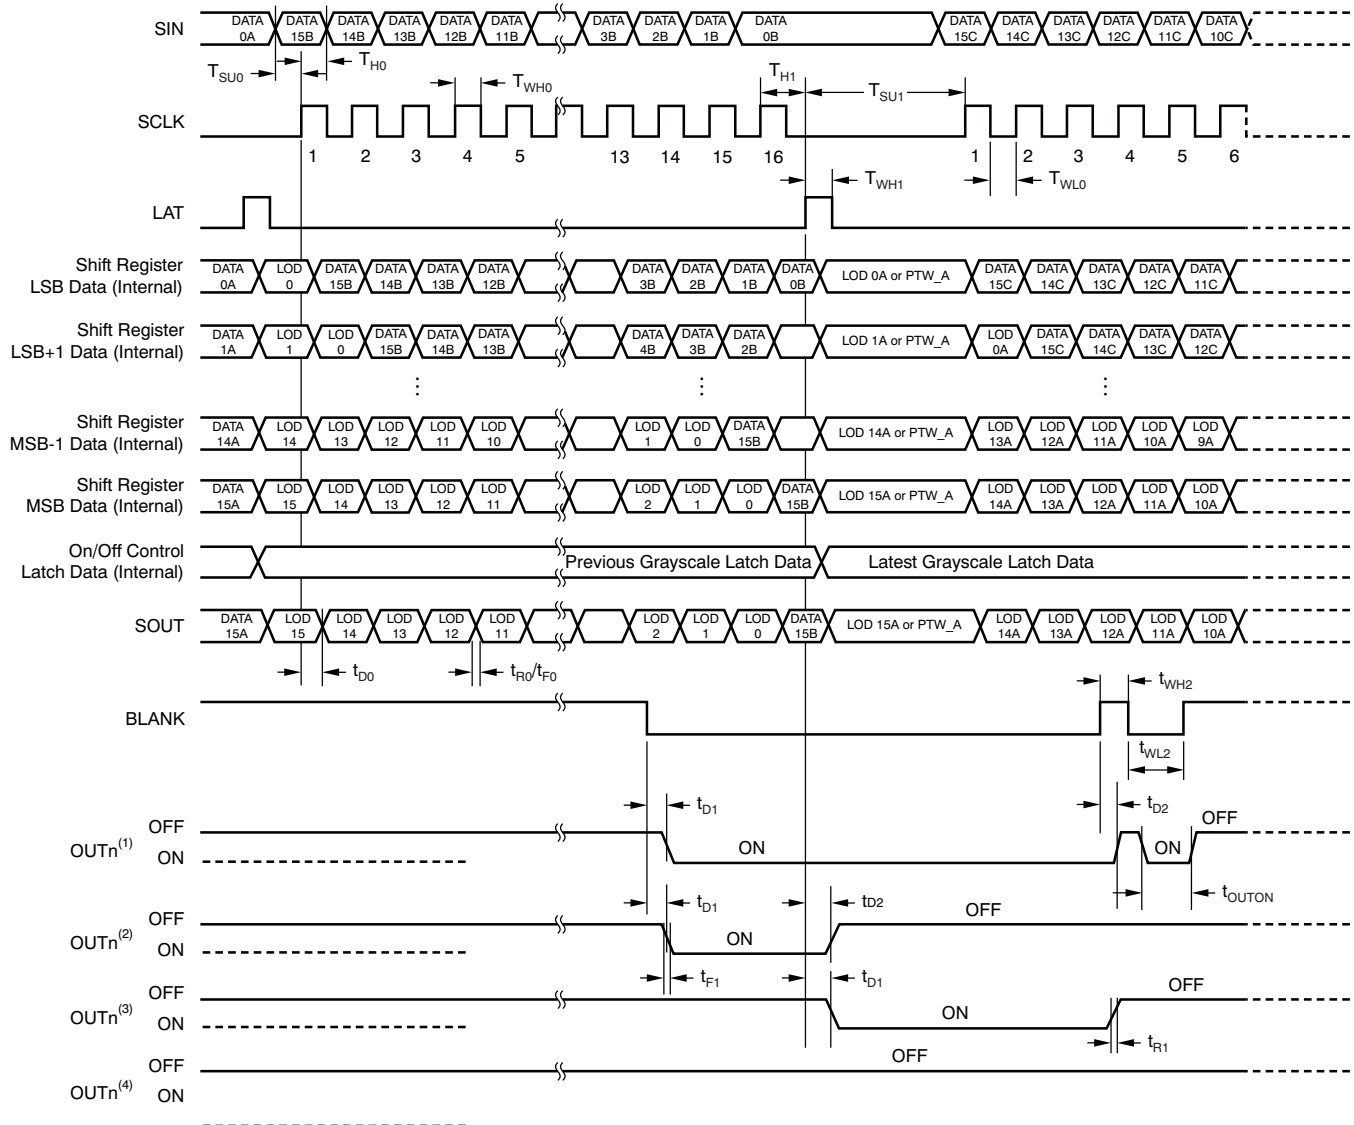 SIN
DATA 0A DATA 15B DATA 14B DATA 13B DATA 12B DATA 11B DATA 3B DATA 2B DATA 1B DATA 0B DATA 15C DATA 14C DATA 13C DATA 12C DATA 11C DATA 10C
TSU0 TH0 TWH0 TH1 TSU1
SCLK
1 2 3 4 5 13 14 15 16 1 2 3 4 5 6
TWH1 TWL0
LAT
Shift Register
LSB Data (Internal)
DATA 0A LOD 0 DATA 15B DATA 14B DATA 13B DATA 12B DATA 3B DATA 2B DATA 1B DATA 0B LOD 0A or PTW_A DATA 15C DATA 14C DATA 13C DATA 12C DATA 11C
Shift Register
LSB+1 Data (Internal)
DATA 1A LOD 1 LOD 0 DATA 15B DATA 14B DATA 13B DATA 4B DATA 3B DATA 2B LOD 1A or PTW_A LOD 0A DATA 15C DATA 14C DATA 13C DATA 12C
Shift Register
MSB-1 Data (Internal)
DATA 14A LOD 14 LOD 13 LOD 12 LOD 11 LOD 10 LOD 1 LOD 0 DATA 15B LOD 14A or PTW_A LOD 13A LOD 12A LOD 11A LOD 10A LOD 9A
Shift Register
MSB Data (Internal)
DATA 15A LOD 15 LOD 14 LOD 13 LOD 12 LOD 11 LOD 2 LOD 1 LOD 0 DATA 15B LOD 15A or PTW_A LOD 14A LOD 13A LOD 12A LOD 11A LOD 10A
On/Off Control
Latch Data (Internal)
Previous Grayscale Latch Data Latest Grayscale Latch Data
SOUT
DATA 15A LOD 15 LOD 14 LOD 13 LOD 12 LOD 11 LOD 2 LOD 1 LOD 0 DATA 15B LOD 15A or PTW_A LOD 14A LOD 13A LOD 12A LOD 11A LOD 10A
tD0 tR0/tF0 tWH2
BLANK
tWL2
tD1 tD2
OFF OFF
OUTn(1)
ON ON ON
tD1 tD2 tOUTON
OFF OFF
OUTn(2)
ON ON
tF1 tD1
OFF OFF
OUTn(3)
ON ON
tR1
OFF OFF
OUTn(4)
ON